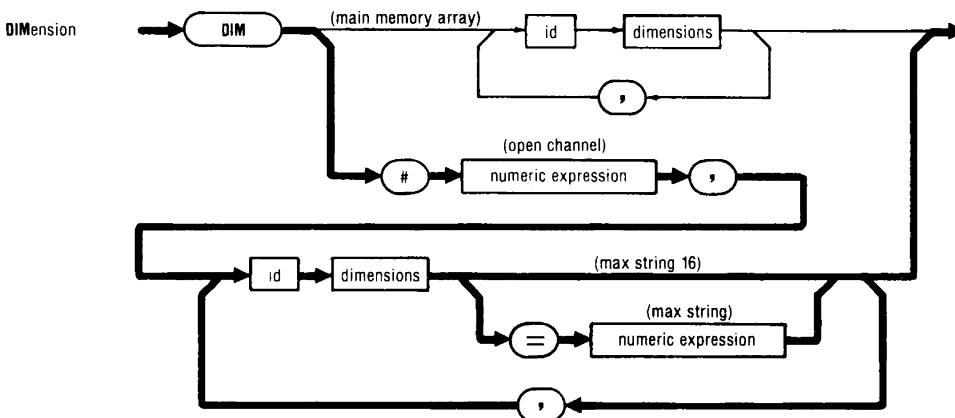 DIMension
DIM
(main memory array)
id
dimensions
,
(open channel)
#
numeric expression
,
id
dimensions
(max string 16)
(max string)
=
numeric expression
,